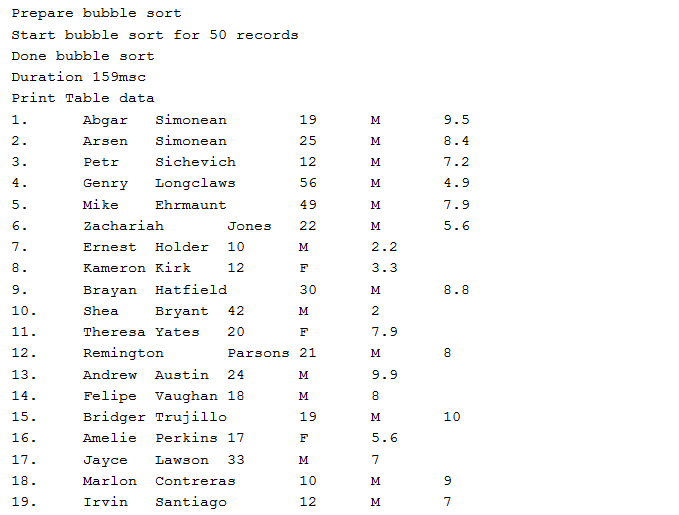 Prepare bubble sort
Start bubble sort for 50 records
Done bubble sort
Duration 159msc
Print Table data
1. Abgar Simonean 19 M 9.5
2. Arsen Simonean 25 M 8.4
3. Petr Sichevich 12 M 7.2
4. Genry Longclaws 56 M 4.9
5. Mike Ehrmaunt 49 M 7.9
6. Zachariah Jones 22 M 5.6
7. Ernest Holder 10 M 2.2
8. Kameron Kirk 12 F 3.3
9. Brayan Hatfield 30 M 8.8
10. Shea Bryant 42 M 2
11. Theresa Yates 20 F 7.9
12. Remington Parsons 21 M 8
13. Andrew Austin 24 M 9.9
14. Felipe Vaughan 18 M 8
15. Bridger Trujillo 19 M 10
16. Amelie Perkins 17 F 5.6
17. Jayce Lawson 33 M 7
18. Marlon Contreras 10 M 9
19. Irvin Santiago 12 M 7